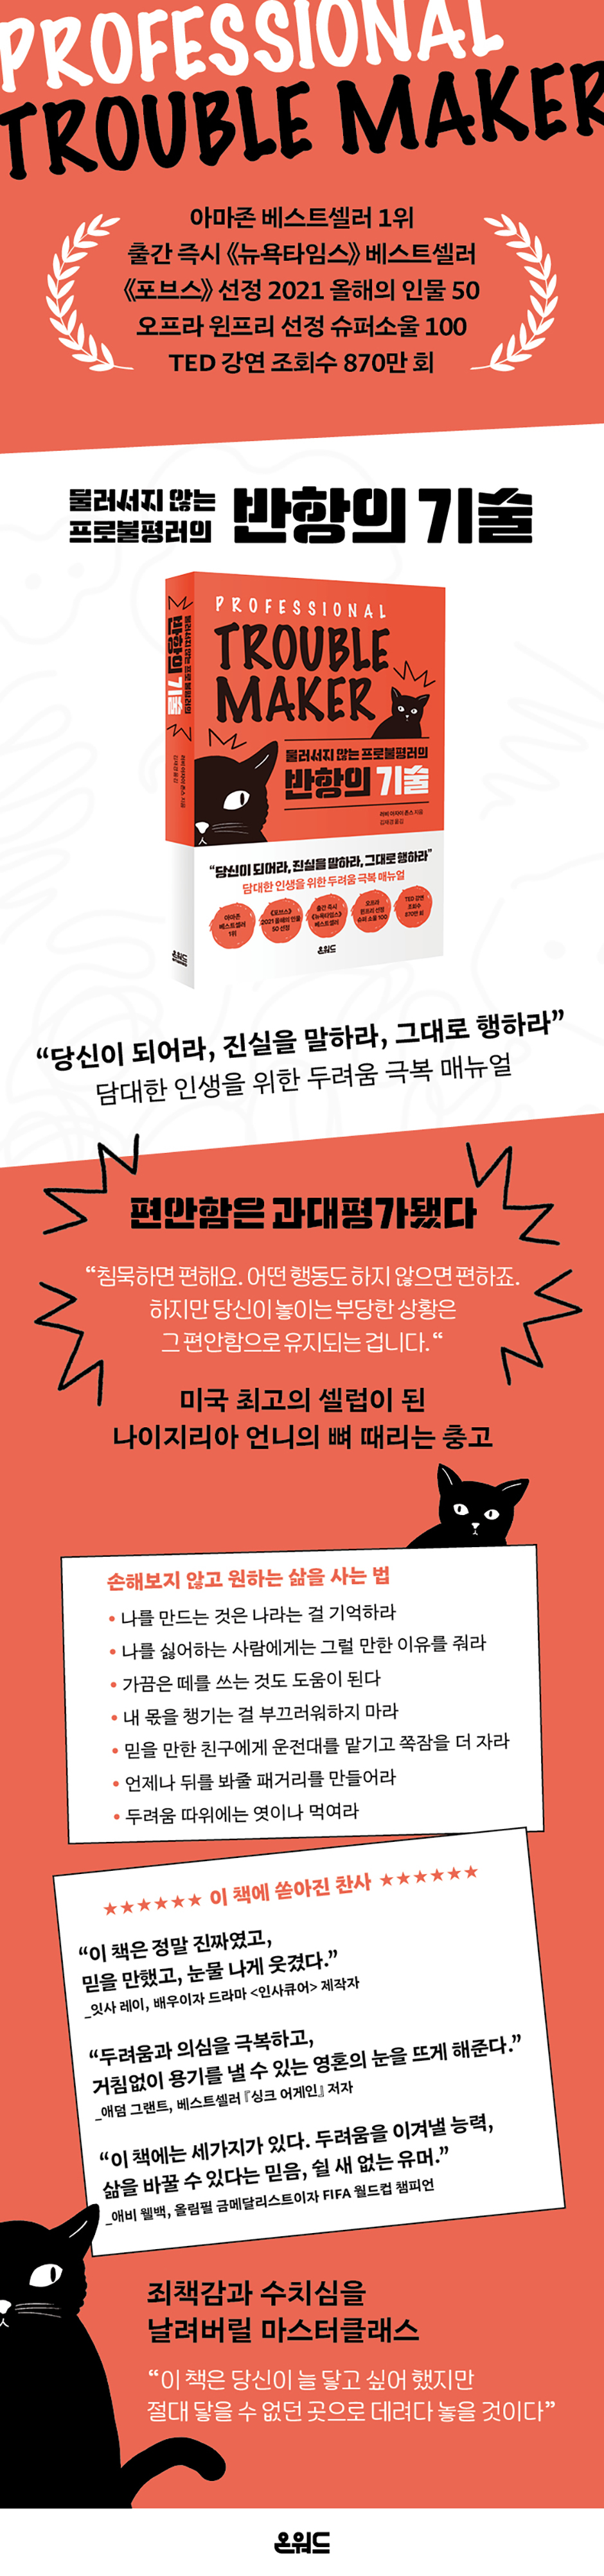 PROFESSIONAL
TROUBLE MAKER
아마존 베스트셀러 1위
출간 즉시 《뉴욕타임스》 베스트셀러
《포브스》 선정 2021 올해의 인물 50
오프라 윈프리 선정 슈퍼소울 100
TED 강연 조회수 870만 회
물러서지 않는
프로불평러의
반항의 기술
물러서지 않는 프로불평러의
반항의 기술
PROFESSIONAL
TROUBLE
MAKER
물러서지 않는 프로불평러의
반항의 기술
러비 아자이 존스 지음
김재경 옮김
“당신이 되어라, 진실을 말하라, 그대로 행하라”
담대한 인생을 위한 두려움 극복 매뉴얼
아마존
베스트셀러
1위
《포브스》
2021 올해의 인물
50 선정
출간 즉시
《뉴욕타임스》
베스트셀러
오프라
윈프리 선정
슈퍼 소울 100
TED 강연
조회수
870만 회
온워드
온워드
“당신이 되어라, 진실을 말하라, 그대로 행하라”
담대한 인생을 위한 두려움 극복 매뉴얼
편안함은 과대평가됐다
“침묵하면 편해요. 어떤 행동도 하지 않으면 편하죠.
하지만 당신이 놓이는 부당한 상황은
그 편안함으로 유지되는 겁니다.“
미국 최고의 셀럽이 된
나이지리아 언니의 뼈 때리는 충고
손해보지 않고 원하는 삶을 사는 법
• 나를 만드는 것은 나라는 걸 기억하라
• 나를 싫어하는 사람에게는 그럴 만한 이유를 줘라
• 가끔은 떼를 쓰는 것도 도움이 된다
• 내 몫을 챙기는 걸 부끄러워하지 마라
• 믿을 만한 친구에게 운전대를 맡기고 쪽잠을 더 자라
• 언제나 뒤를 봐줄 패거리를 만들어라
• 두려움 따위에는 엿이나 먹여라
★★★★★★ 이 책에 쏟아진 찬사 ★★★★★★
“이 책은 정말 진짜였고,
믿을 만했고, 눈물 나게 웃겼다.”
_잇사 레이, 배우이자 드라마 <인사큐어> 제작자
“두려움과 의심을 극복하고,
거침없이 용기를 낼 수 있는 영혼의 눈을 뜨게 해준다.”
_애덤 그랜트, 베스트셀러 『싱크 어게인』 저자
“이 책에는 세가지가 있다. 두려움을 이겨낼 능력,
삶을 바꿀 수 있다는 믿음, 쉴 새 없는 유머.”
_애비 웜백, 올림필 금메달리스트이자 FIFA 월드컵 챔피언
죄책감과 수치심을
날려버릴 마스터클래스
“이 책은 당신이 늘 닿고 싶어 했지만
절대 닿을 수 없던 곳으로 데려다 놓을 것이다”
온워드